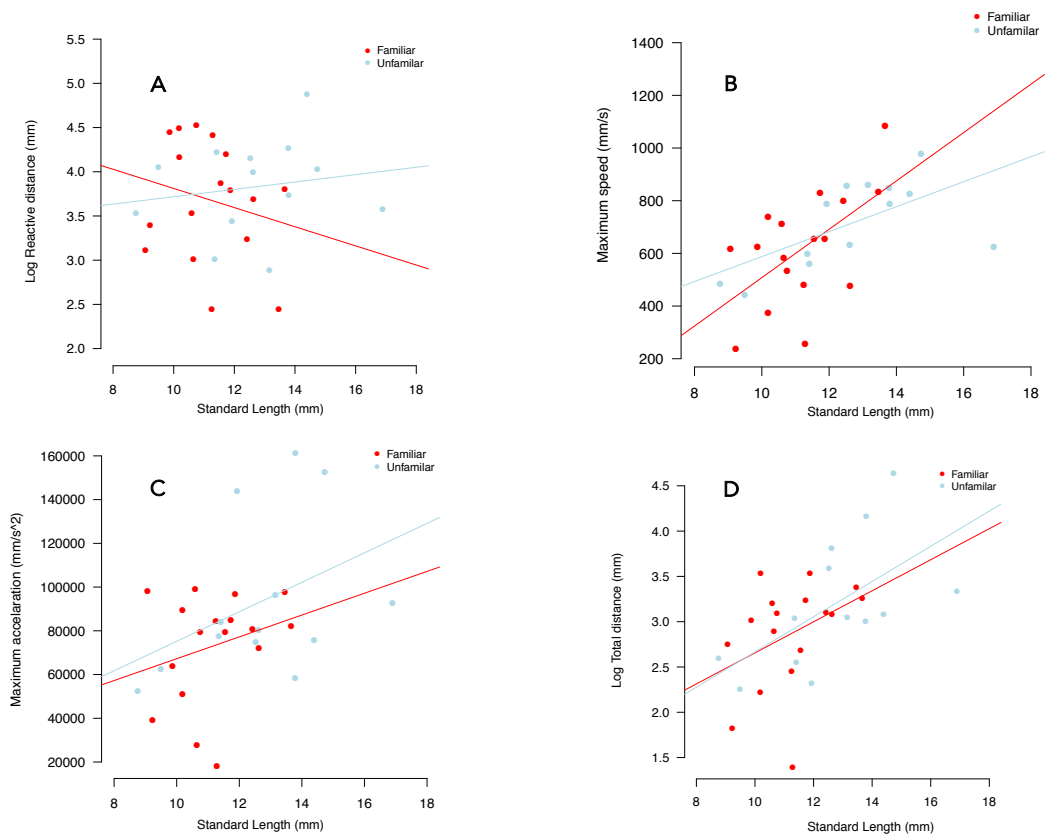 A
Familiar
Unfamilar
5.5
5.0
4.5
4.0
3.5
3.0
2.5
2.0
Log Reactive distance (mm)
8 10 12 14 16 18
Standard Length (mm)
B
Familiar
Unfamilar
1400
1200
1000
800
600
400
200
Maximum speed (mm/s)
8 10 12 14 16 18
Standard Length (mm)
C
Familiar
Unfamilar
160000
140000
120000
100000
80000
60000
40000
20000
Maximum accelaration (mm/s^2)
8 10 12 14 16 18
Standard Length (mm)
D
Familiar
Unfamilar
4.5
4.0
3.5
3.0
2.5
2.0
1.5
Log Total distance (mm)
8 10 12 14 16 18
Standard Length (mm)